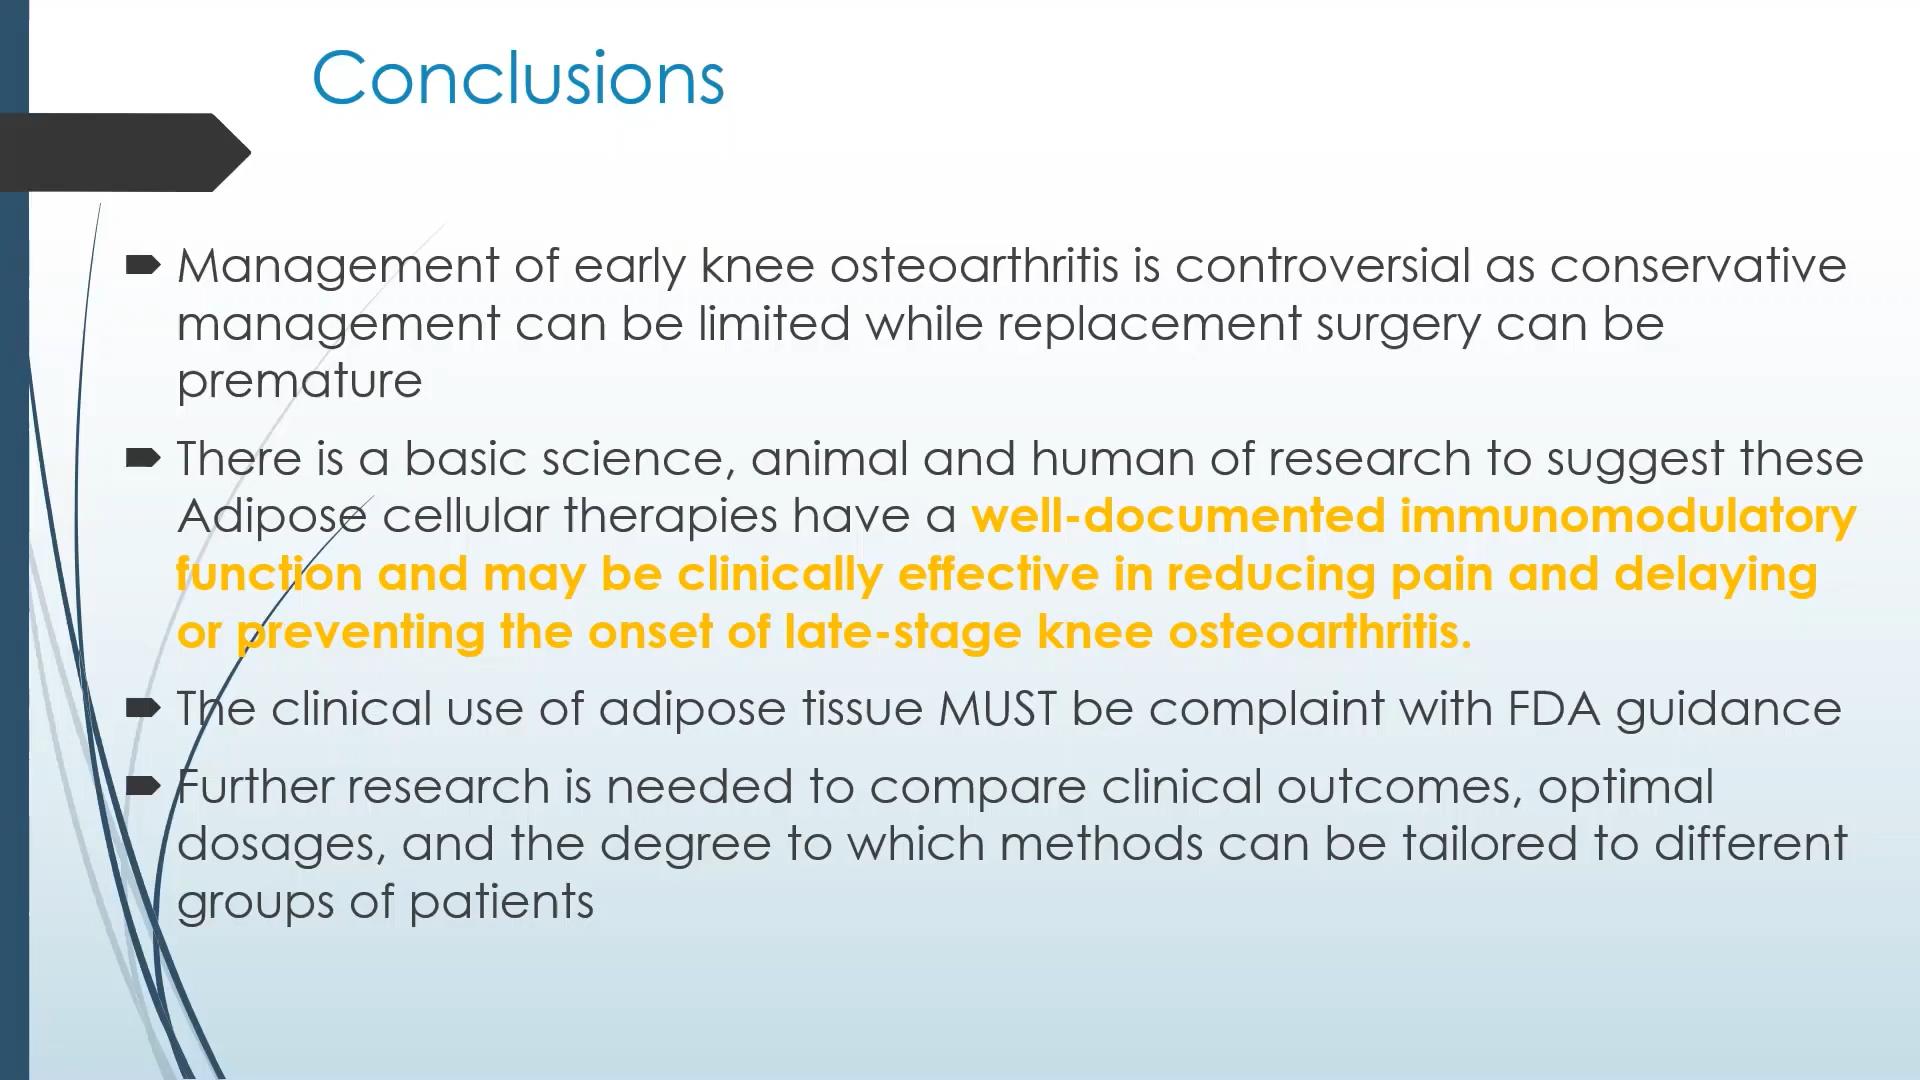 Conclusions
Management of early knee osteoarthritis is controversial as conservative
management can be limited while replacement surgery can be
premature
There is a basic science, animal and human of research to suggest these
Adipose cellular therapies have a well-documented immunomodulatory
function and may be clinically effective in reducing pain and delaying
or preventing the onset of late-stage knee osteoarthritis.
The clinical use of adipose tissue MUST be complaint with FDA guidance
Further research is needed to compare clinical outcomes, optimal
dosages, and the degree to which methods can be tailored to different
groups of patients